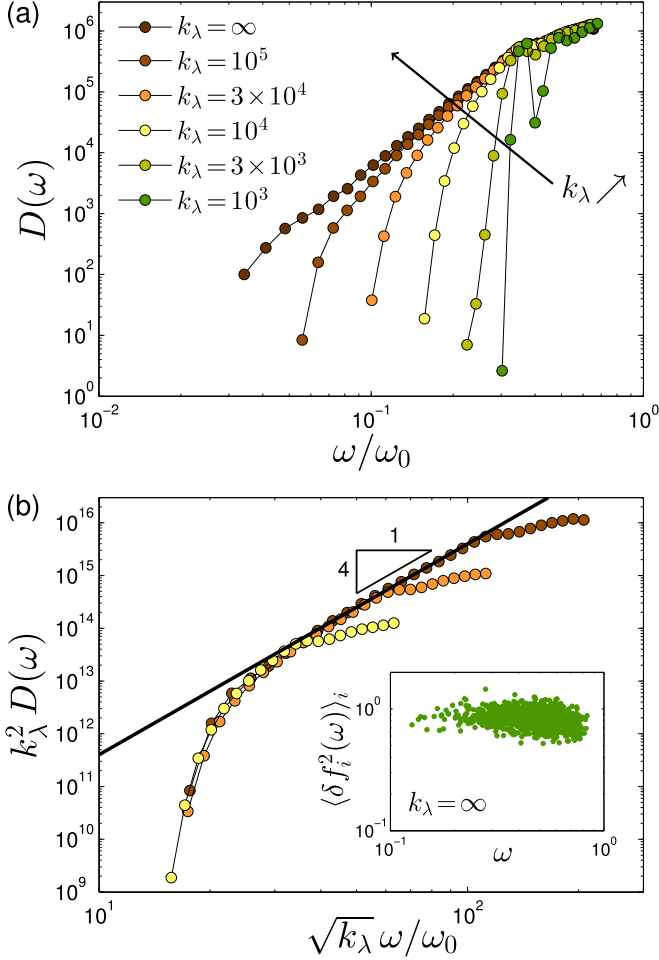 (a)
k_λ = ∞
k_λ = 10^5
k_λ = 3×10^4
k_λ = 10^4
k_λ = 3×10^3
k_λ = 10^3
k_λ ↗
D(ω)
10^6
10^5
10^4
10^3
10^2
10^1
10^0
10^-2
10^-1
10^0
ω/ω_0
(b)
1
4
k_λ^2 D(ω)
10^16
10^15
10^14
10^13
10^12
10^11
10^10
10^9
⟨δf_i^2(ω)⟩_i
10^0
10^-1
k_λ = ∞
10^-1
ω
10^0
10^1
10^2
√k_λ ω/ω_0